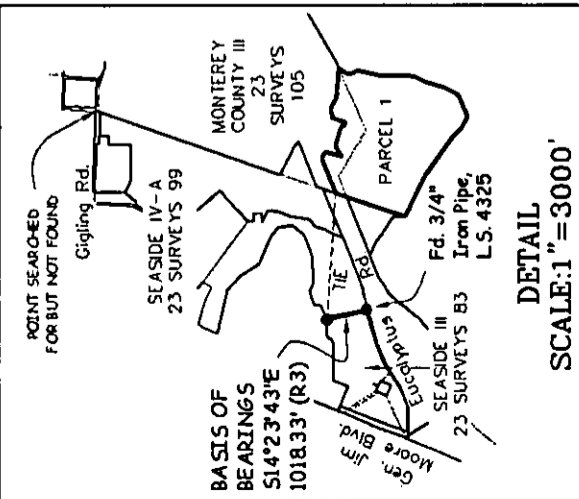 POINT SEARCHED
FOR BUT NOT FOUND
Gigling Rd.
MONTEREY
COUNTY III
23
SURVEYS
105
SEASIDE IV-A
23 SURVEYS 99
PARCEL 1
TIE
Rd
Eucalyptus
Fd. 3/4"
Iron Pipe,
L.S. 4325
BASIS OF
BEARINGS
S14°23'43"E
1018.33' (R3)
SEASIDE III
23 SURVEYS 83
Gen. Jim
Moore Blvd.
DETAIL
SCALE:1"=3000'